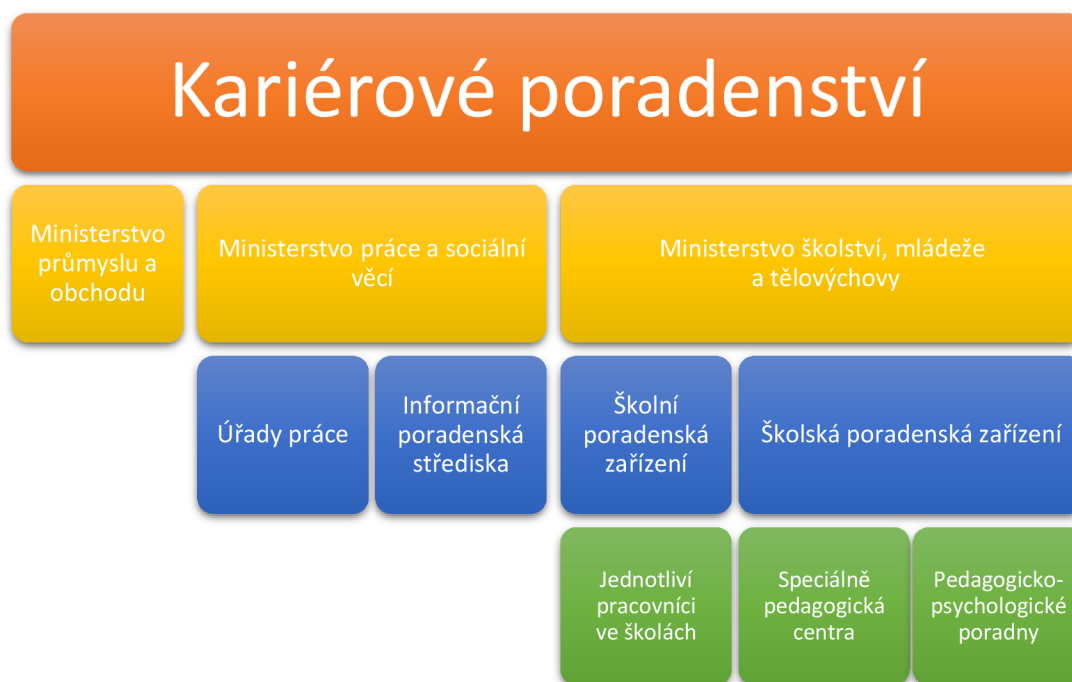 Kariérové poradenství
Ministerstvo
průmyslu a
obchodu
Ministerstvo práce a sociální
věcí
Ministerstvo školství, mládeže
a tělovýchovy
Úřady práce
Informační
poradenská
střediska
Školní
poradenská
zařízení
Školská poradenská zařízení
Jednotliví
pracovníci
ve školách
Speciálně
pedagogická
centra
Pedagogicko-
psychologické
poradny